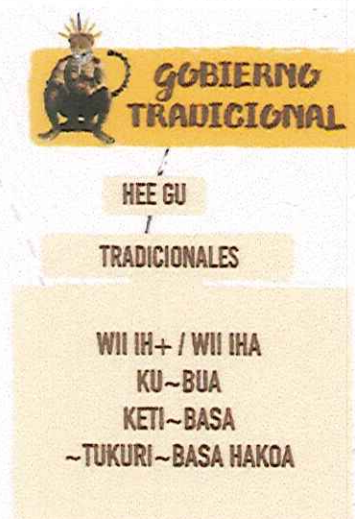 GOBIERNO
TRADICIONAL
HEE GU
TRADICIONALES
WII IH+ / WII IHA
KU~BUA
KETI~BASA
~TUKURI~BASA HAKOA